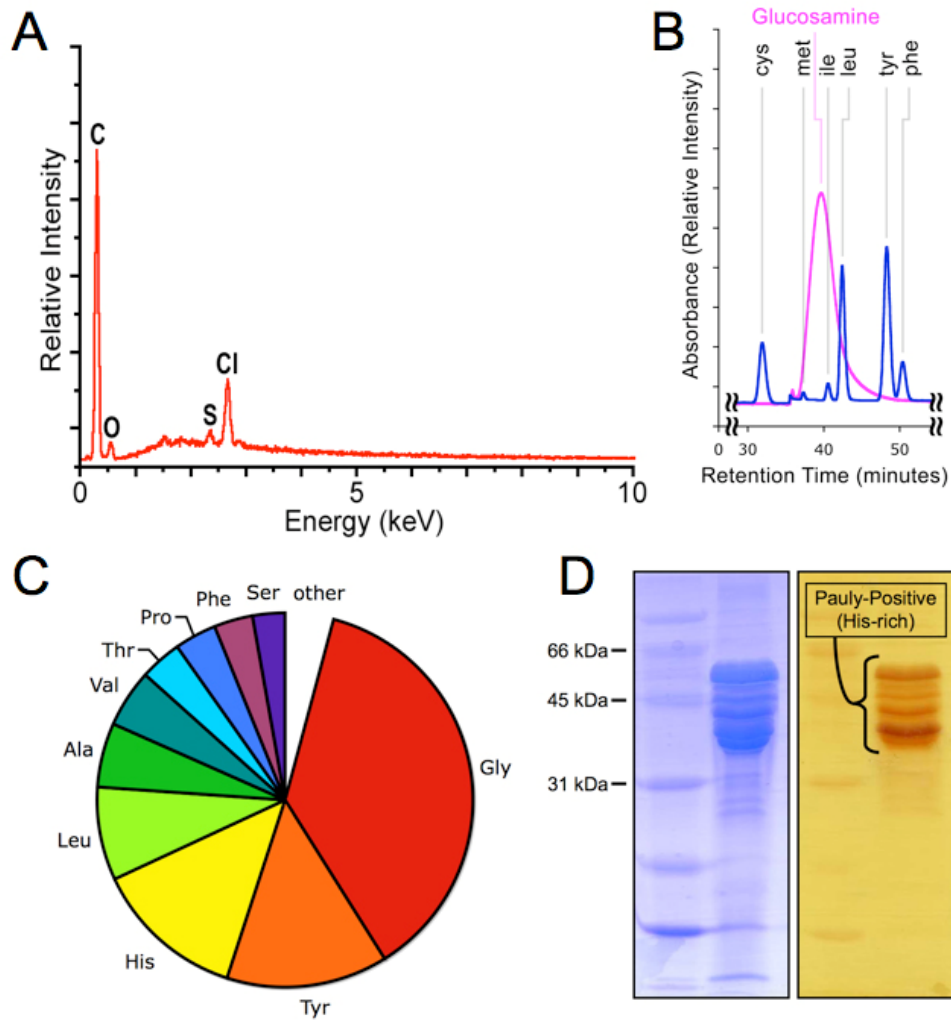 A
Relative Intensity
C
O
S
Cl
0
5
10
Energy (keV)
B
Glucosamine
cys
met
ile
leu
tyr
phe
Absorbance (Relative Intensity)
0
30
40
50
Retention Time (minutes)
C
other
Ser
Phe
Pro
Thr
Val
Ala
Leu
His
Tyr
Gly
D
66 kDa
45 kDa
31 kDa
Pauly-Positive
(His-rich)